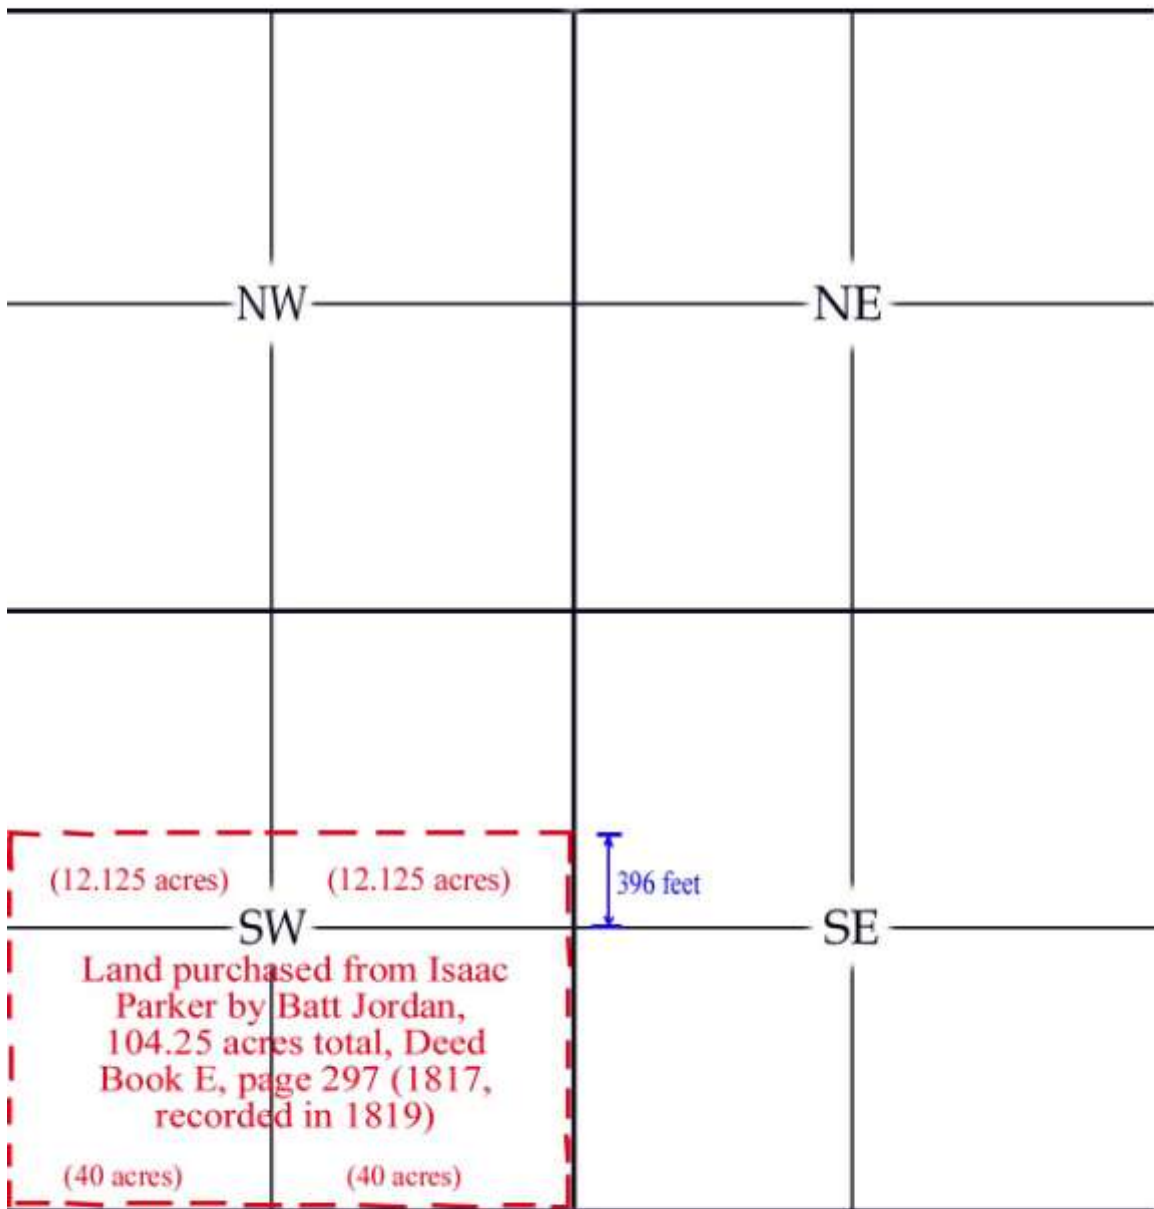 NW
NE
(12.125 acres)
(12.125 acres)
396 feet
SW
SE
Land purchased from Isaac
Parker by Batt Jordan,
104.25 acres total, Deed
Book E, page 297 (1817,
recorded in 1819)
(40 acres)
(40 acres)